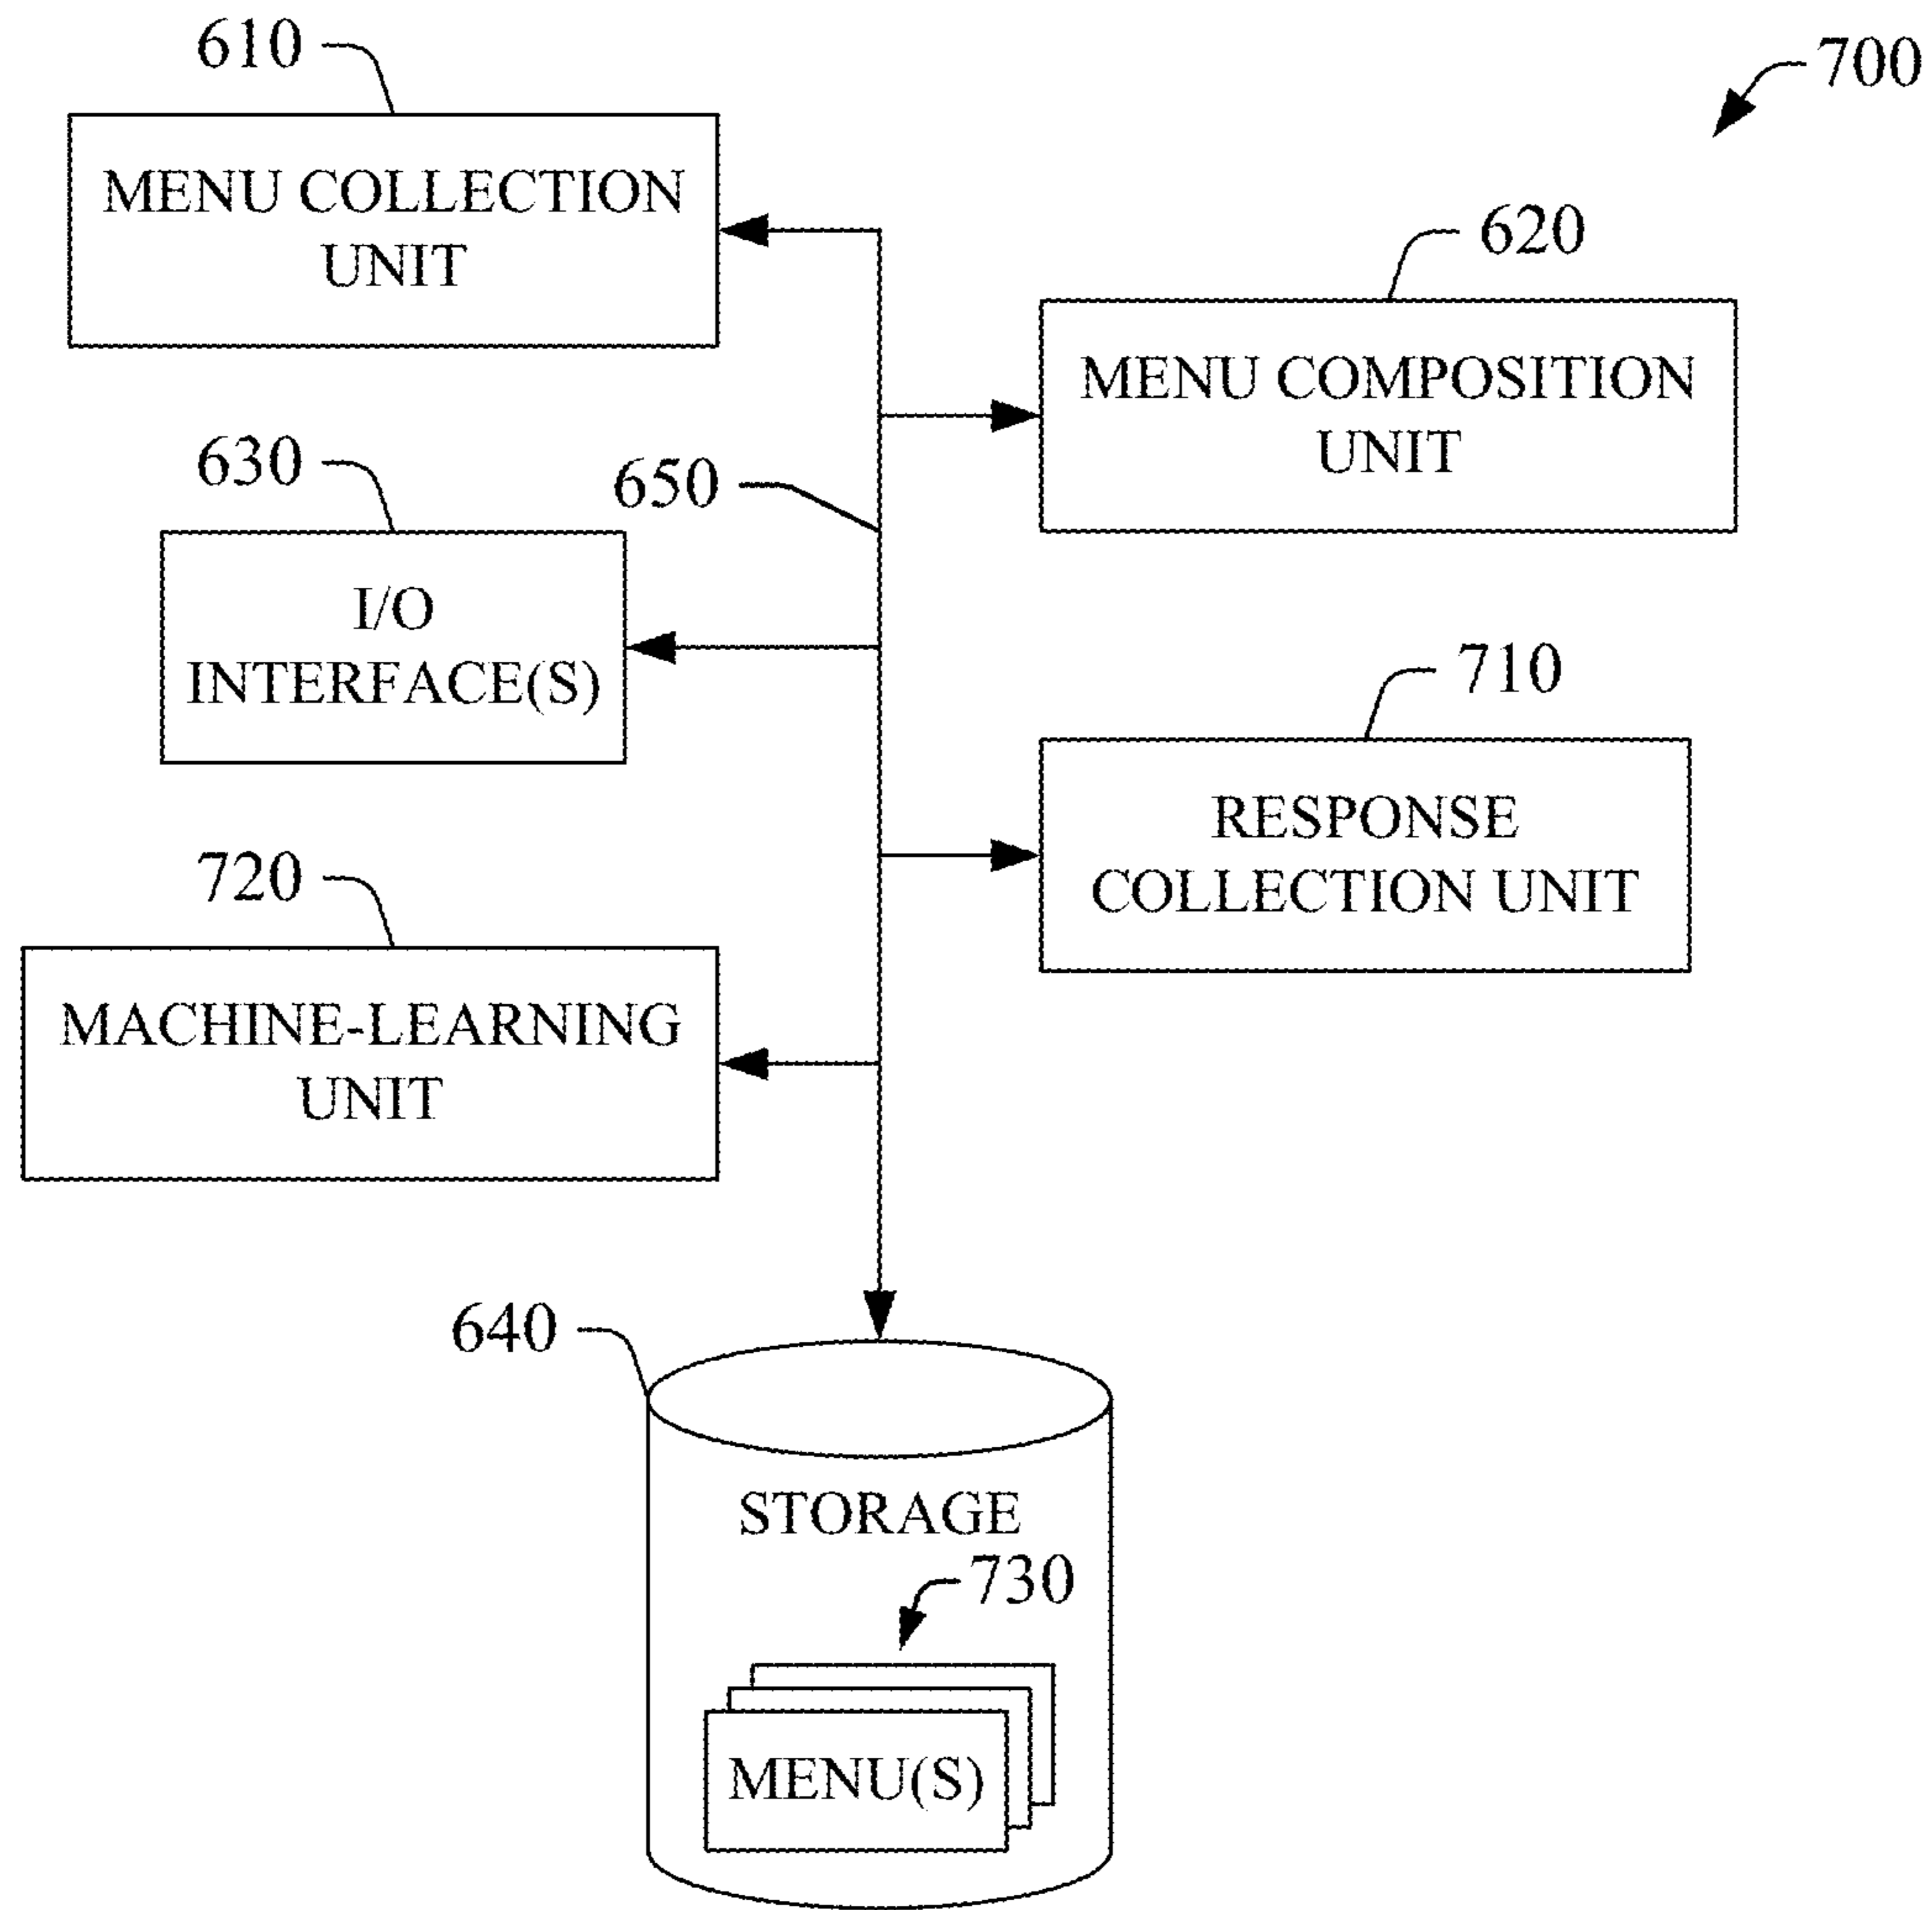 610
700
MENU COLLECTION
UNIT
620
MENU COMPOSITION
UNIT
630
650
I/O
INTERFACE(S)
710
RESPONSE
COLLECTION UNIT
720
MACHINE-LEARNING
UNIT
640
STORAGE
730
MENU(S)